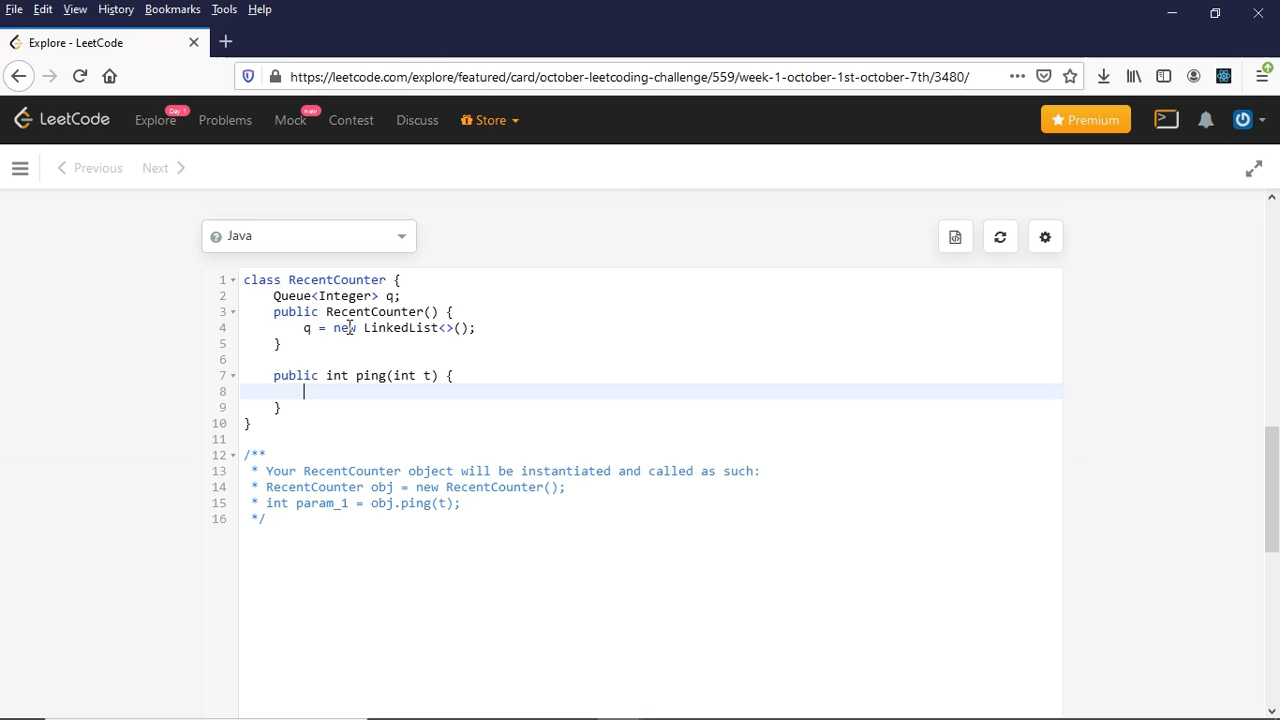 File Edit View History Bookmarks Tools Help
Explore - LeetCode
https://leetcode.com/explore/featured/card/october-leetcoding-challenge/559/week-1-october-1st-october-7th/3480/
LeetCode Explore Day 1 Problems Mock new Contest Discuss Store Premium
Previous Next
Java
1 class RecentCounter {
2 Queue<Integer> q;
3 public RecentCounter() {
4 q = new LinkedList<>();
5 }
6
7 public int ping(int t) {
8
9 }
10 }
11
12 /**
13 * Your RecentCounter object will be instantiated and called as such:
14 * RecentCounter obj = new RecentCounter();
15 * int param_1 = obj.ping(t);
16 */